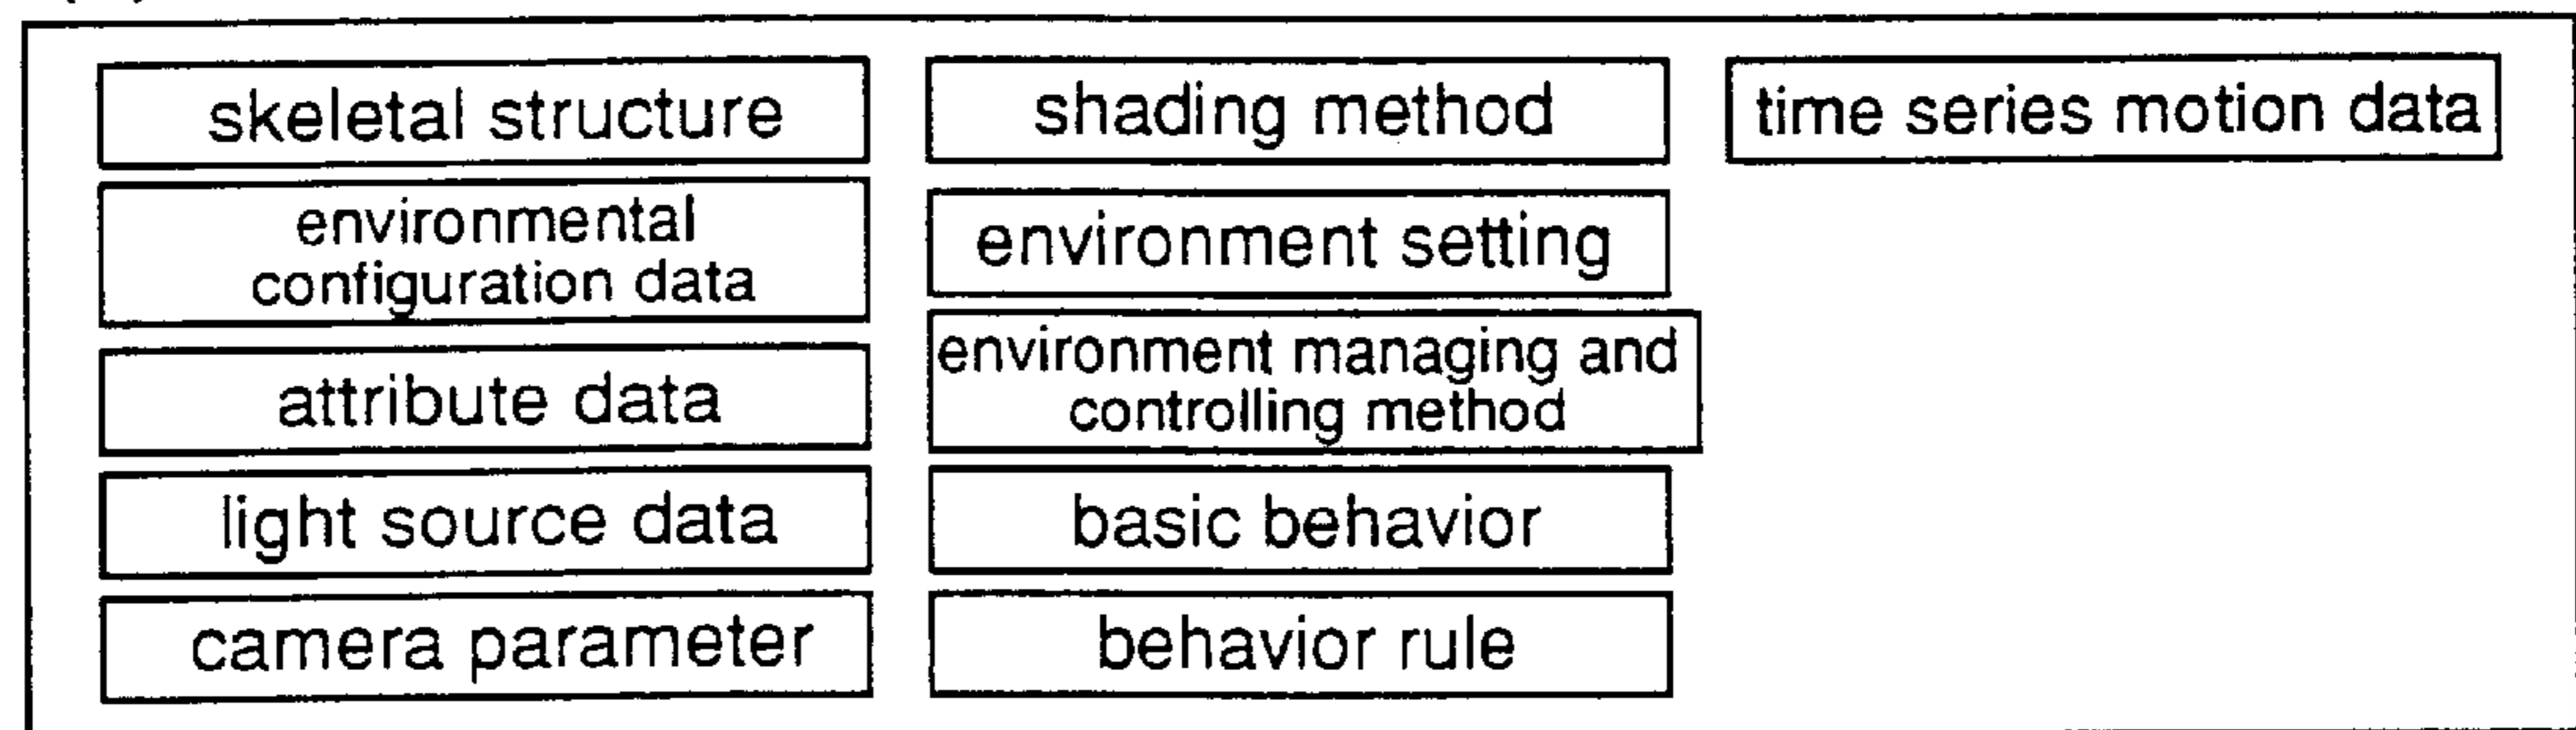 skeletal structure
environmental
configuration data
attribute data
light source data
camera parameter
shading method
environment setting
environment managing and
controlling method
basic behavior
behavior rule
time series motion data